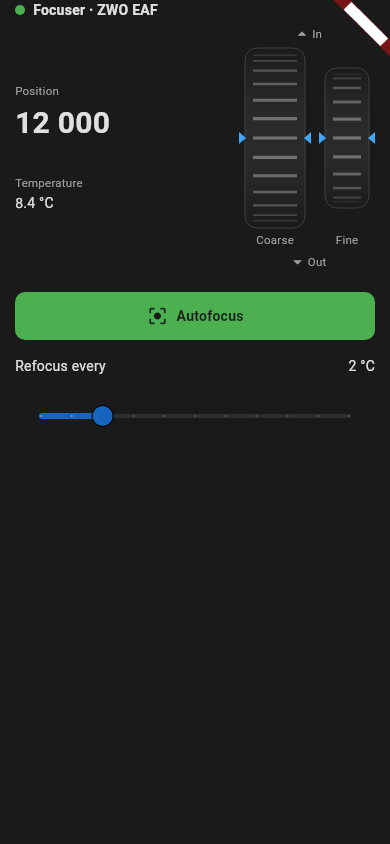 Focuser · ZWO EAF
In
Position
12 000
Temperature
8.4 °C
Coarse
Fine
Out
Autofocus
Refocus every
2 °C